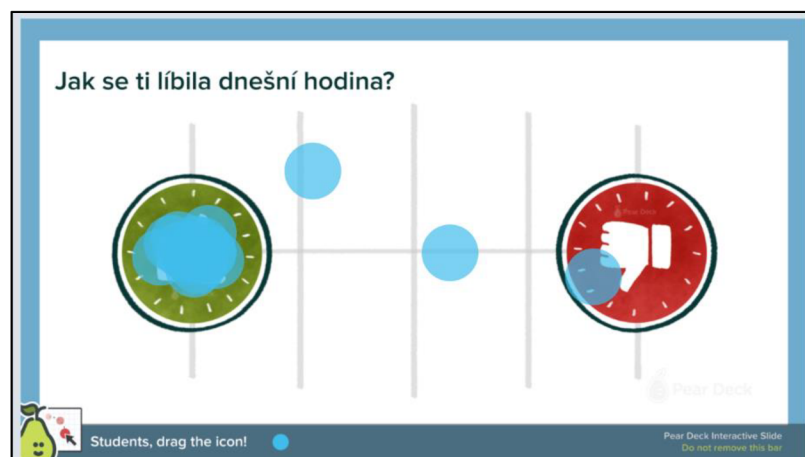 Jak se ti líbila dnešní hodina?
Pear Deck
Pear Deck
Students, drag the icon!
Pear Deck Interactive Slide
Do not remove this bar